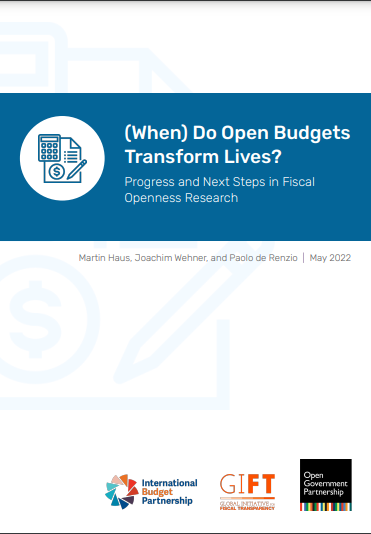 (When) Do Open Budgets
Transform Lives?
Progress and Next Steps in Fiscal
Openness Research
Martin Haus, Joachim Wehner, and Paolo de Renzio | May 2022
International
Budget
Partnership
GIFT
GLOBAL INITIATIVE for
FISCAL TRANSPARENCY
Open
Government
Partnership